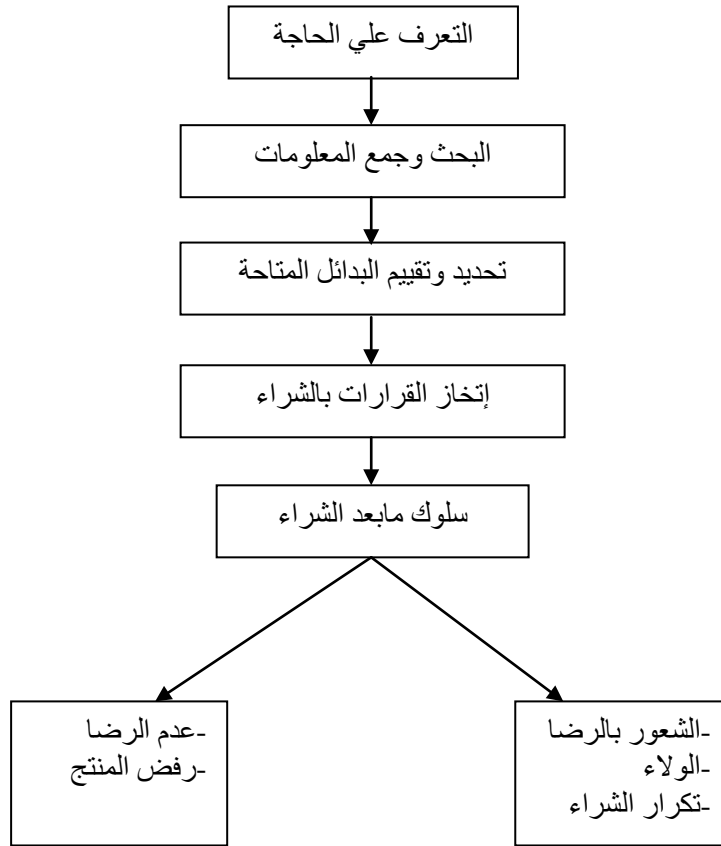 التعرف علي الحاجة
البحث وجمع المعلومات
تحديد وتقييم البدائل المتاحة
إتخاز القرارات بالشراء
سلوك مابعد الشراء
-الشعور بالرضا
-الولاء
-تكرار الشراء
-عدم الرضا
-رفض المنتج